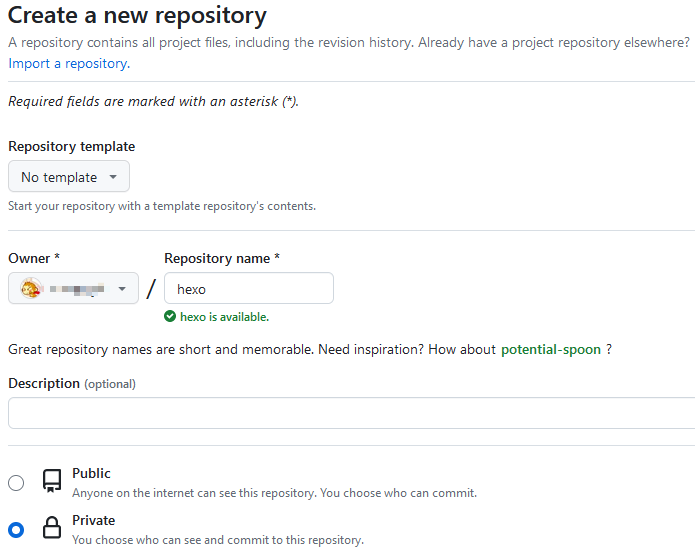 Create a new repository
A repository contains all project files, including the revision history. Already have a project repository elsewhere?
Import a repository.
Required fields are marked with an asterisk (*).
Repository template
No template
Start your repository with a template repository's contents.
Owner * Repository name *
/ hexo
hexo is available.
Great repository names are short and memorable. Need inspiration? How about potential-spoon ?
Description (optional)
Public
Anyone on the internet can see this repository. You choose who can commit.
Private
You choose who can see and commit to this repository.